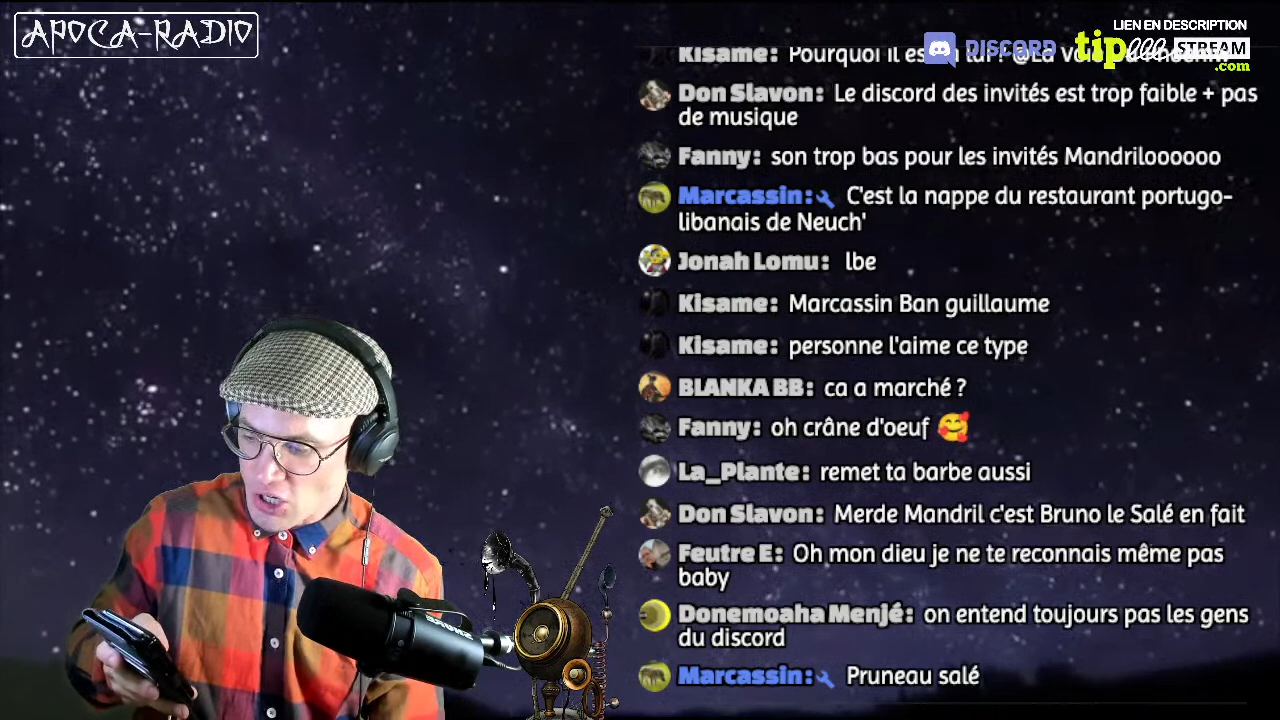 APOCA-RADIO
LIEN EN DESCRIPTION
DISCORD
tipeee STREAM
.com
Kisame: Pourquoi il
Don Slavon: Le discord des invités est trop faible + pas
de musique
Fanny: son trop bas pour les invités Mandriloooooo
Marcassin: C'est la nappe du restaurant portugo-
libanais de Neuch'
Jonah Lomu: lbe
Kisame: Marcassin Ban guillaume
Kisame: personne l'aime ce type
BLANKA BB: ca a marché ?
Fanny: oh crâne d'oeuf 🥰
La_Plante: remet ta barbe aussi
Don Slavon: Merde Mandril c'est Bruno le Salé en fait
Feutre E: Oh mon dieu je ne te reconnais même pas
baby
Donemoaha Menjé: on entend toujours pas les gens
du discord
Marcassin: Pruneau salé